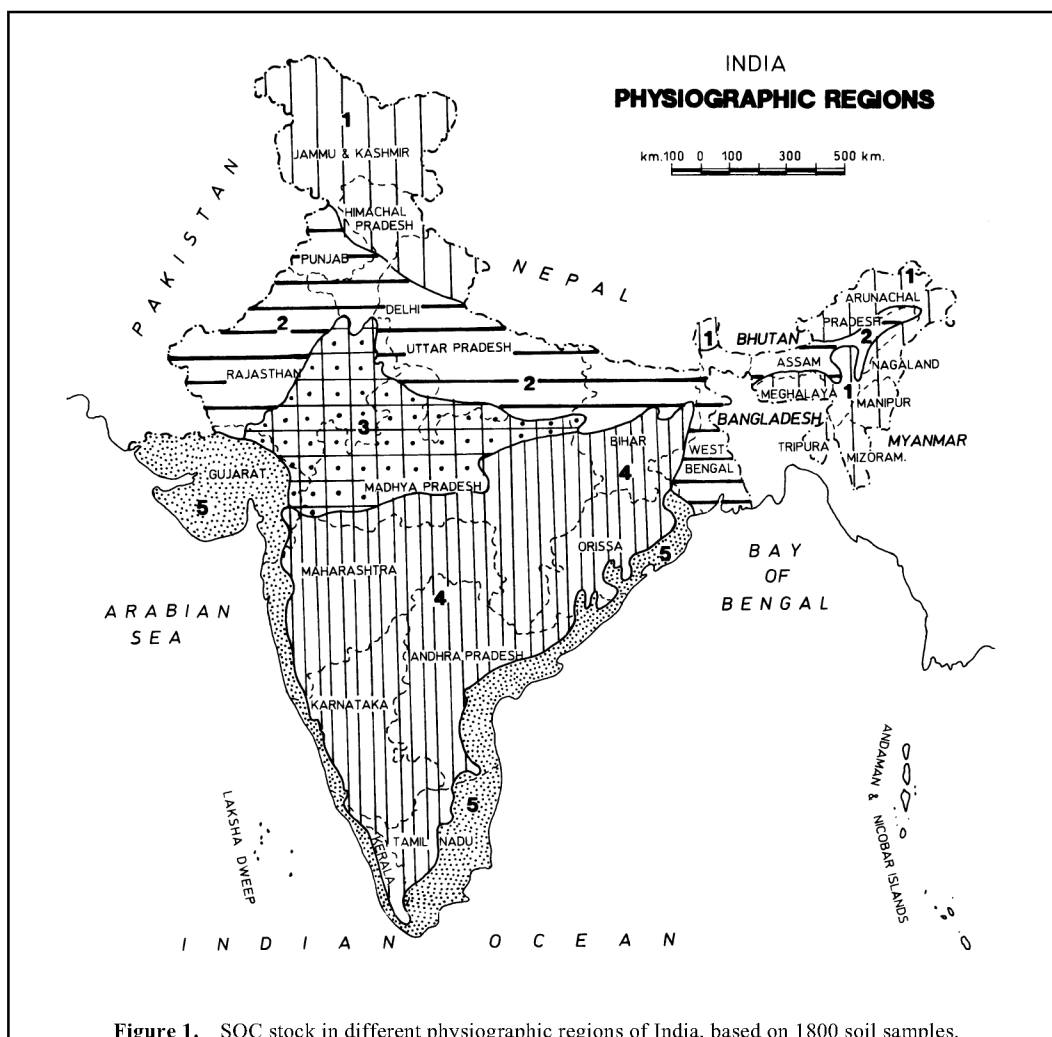 INDIA
PHYSIOGRAPHIC REGIONS
km. 100 0 100 300 500 km.
1
JAMMU & KASHMIR
HIMACHAL
PRADESH
PUNJAB
PAKISTAN
NEPAL
DELHI
2
UTTAR PRADESH
RAJASTHAN
2
1
BHUTAN
1
ARUNACHAL
PRADESH
2
ASSAM
NAGALAND
MEGHALAYA
1
MANIPUR
BANGLADESH
MYANMAR
TRIPURA
MIZORAM.
3
BIHAR
WEST
BENGAL
4
GUJARAT
MADHYA PRADESH
5
ORISSA
5
MAHARASHTRA
4
BAY
OF
BENGAL
ARABIAN
SEA
ANDHRA PRADESH
KARNATAKA
5
TAMIL NADU
KERALA
LAKSHA DWEEP
ANDAMAN & NICOBAR ISLANDS
INDIAN OCEAN
Figure 1. SOC stock in different physiographic regions of India, based on 1800 soil samples.